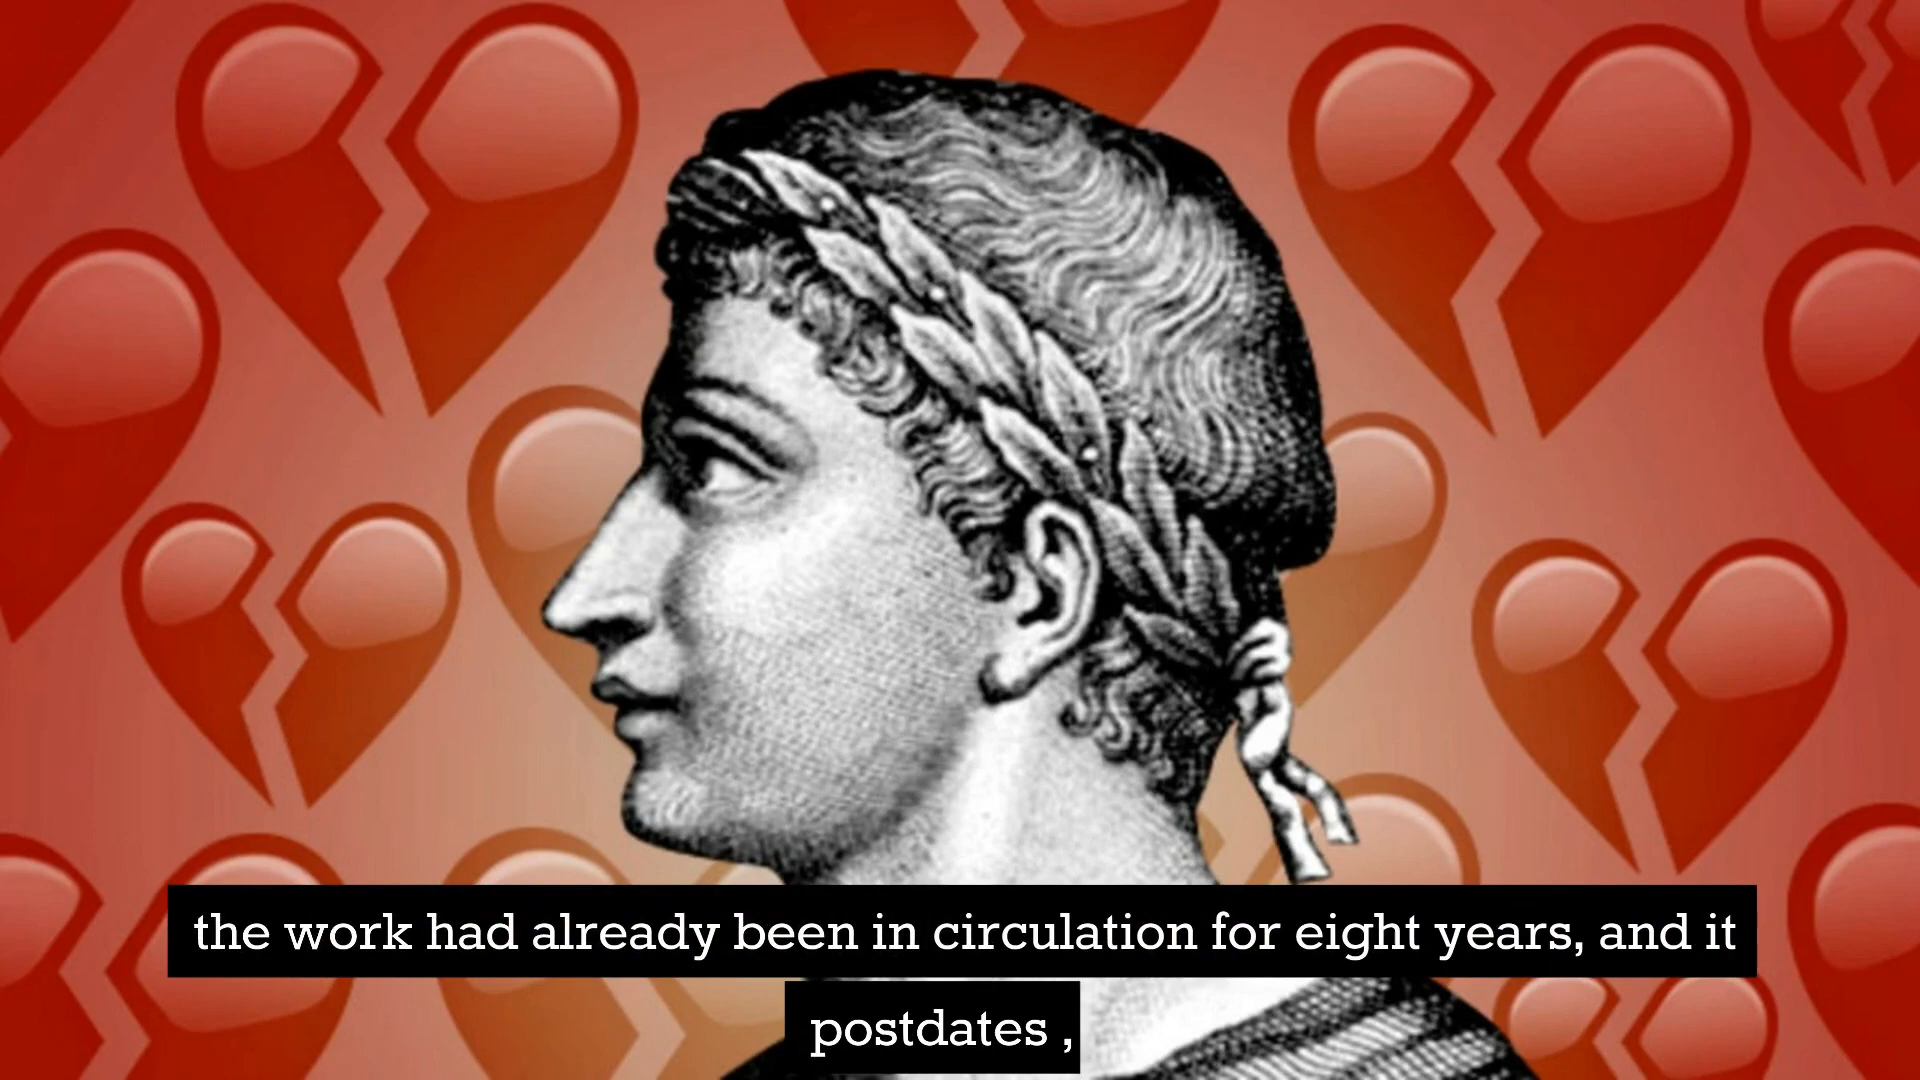 the work had already been in circulation for eight years, and it
postdates ,